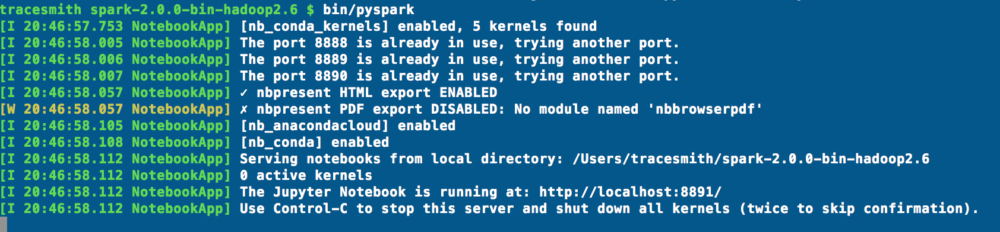 tracesmith spark-2.0.0-bin-hadoop2.6 $ bin/pyspark
[I 20:46:57.753 NotebookApp] [nb_conda_kernels] enabled, 5 kernels found
[I 20:46:58.005 NotebookApp] The port 8888 is already in use, trying another port.
[I 20:46:58.006 NotebookApp] The port 8889 is already in use, trying another port.
[I 20:46:58.007 NotebookApp] The port 8890 is already in use, trying another port.
[I 20:46:58.057 NotebookApp] ✓ nbpresent HTML export ENABLED
[W 20:46:58.057 NotebookApp] ✗ nbpresent PDF export DISABLED: No module named 'nbbrowserpdf'
[I 20:46:58.105 NotebookApp] [nb_anacondacloud] enabled
[I 20:46:58.108 NotebookApp] [nb_conda] enabled
[I 20:46:58.112 NotebookApp] Serving notebooks from local directory: /Users/tracesmith/spark-2.0.0-bin-hadoop2.6
[I 20:46:58.112 NotebookApp] 0 active kernels
[I 20:46:58.112 NotebookApp] The Jupyter Notebook is running at: http://localhost:8891/
[I 20:46:58.112 NotebookApp] Use Control-C to stop this server and shut down all kernels (twice to skip confirmation).